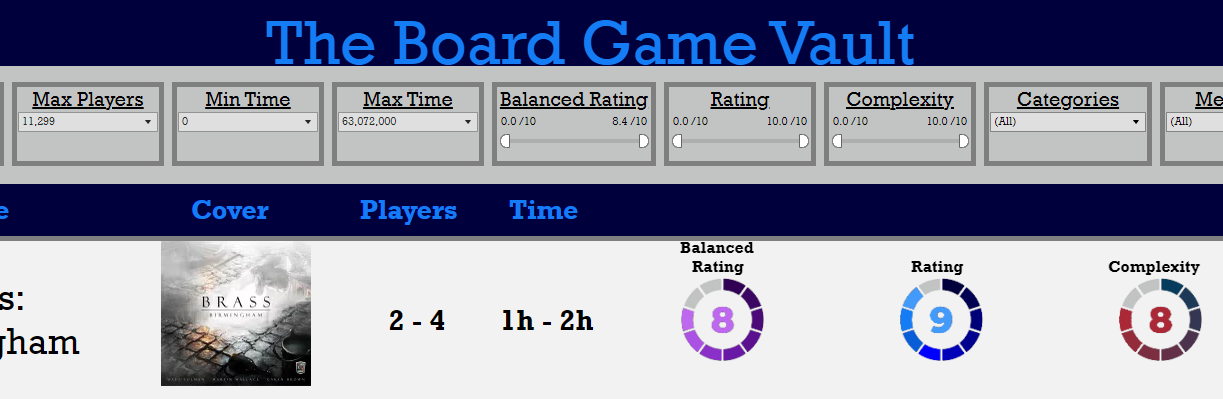 The Board Game Vault
Max Players
Min Time
Max Time
Balanced Rating
Rating
Complexity
Categories
Me
11,299
0
63,072,000
0.0 /10
8.4 /10
0.0 /10
10.0 /10
0.0 /10
10.0 /10
(All)
(All)
e
Cover
Players
Time
s:
gham
BRASS
BIRMINGHAM
2 - 4
1h - 2h
Balanced
Rating
8
Rating
9
Complexity
8